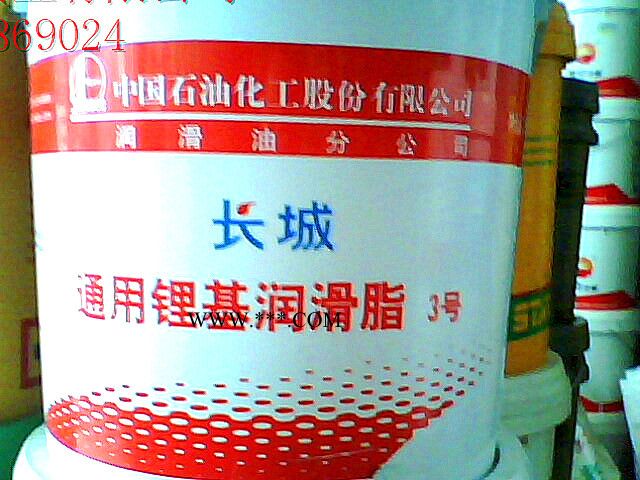 869024
中国石油化工股份有限公司
润滑油分公司
长城
通用锂基润滑脂 3号
WWW.***.COM